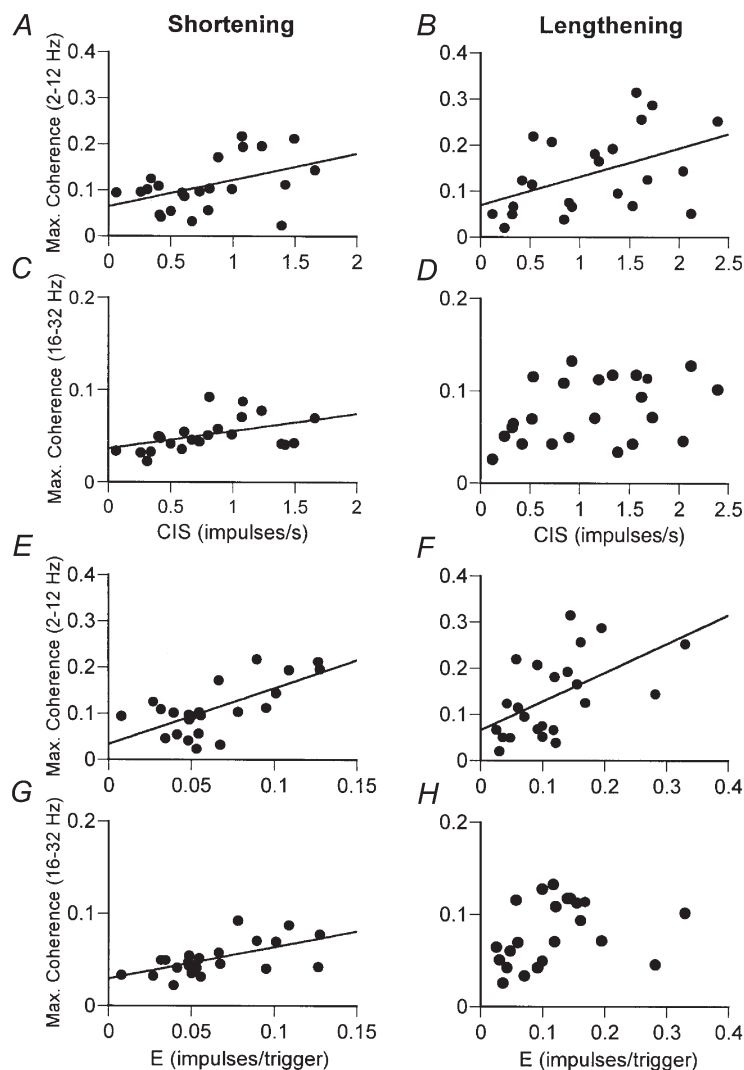 A Shortening
B Lengthening
Max. Coherence (2-12 Hz)
0.4
0.3
0.2
0.1
0
0 0.5 1 1.5 2
0.4
0.3
0.2
0.1
0
0 0.5 1 1.5 2 2.5
C
Max. Coherence (16-32 Hz)
0.2
0.1
0
0 0.5 1 1.5 2
CIS (impulses/s)
D
0.2
0.1
0
0 0.5 1 1.5 2 2.5
CIS (impulses/s)
E
Max. Coherence (2-12 Hz)
0.4
0.3
0.2
0.1
0
0 0.05 0.1 0.15
F
0.4
0.3
0.2
0.1
0
0 0.1 0.2 0.3 0.4
G
Max. Coherence (16-32 Hz)
0.2
0.1
0
0 0.05 0.1 0.15
E (impulses/trigger)
H
0.2
0.1
0
0 0.1 0.2 0.3 0.4
E (impulses/trigger)